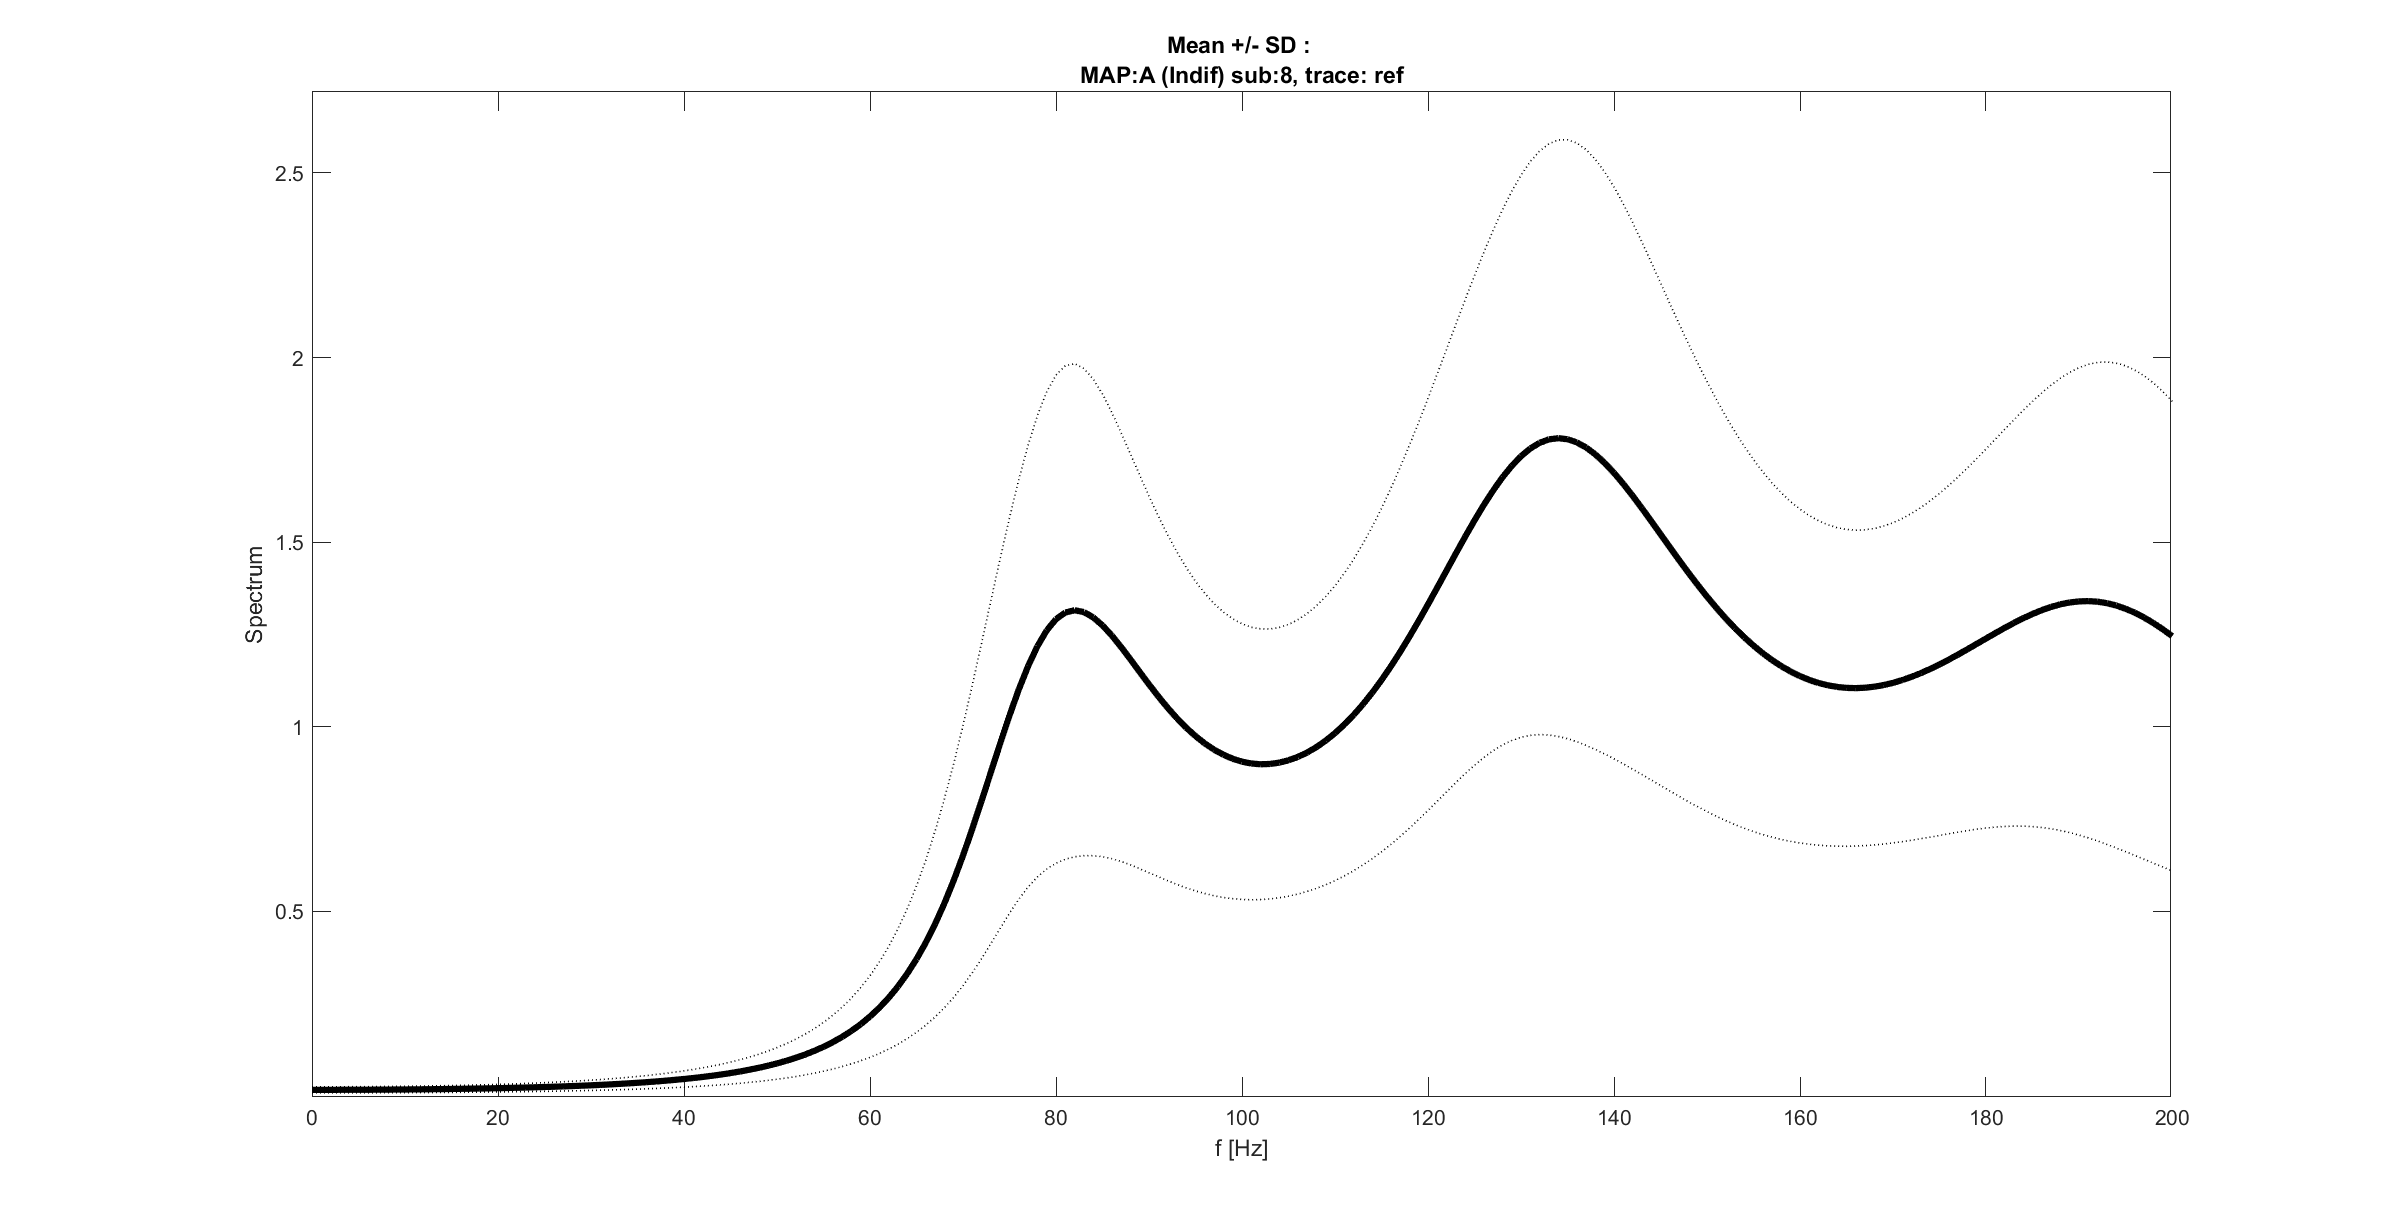 Mean +/- SD :
MAP:A (Indif) sub:8, trace: ref
2.5
2
1.5
1
0.5
Spectrum
0 20 40 60 80 100 120 140 160 180 200
f [Hz]